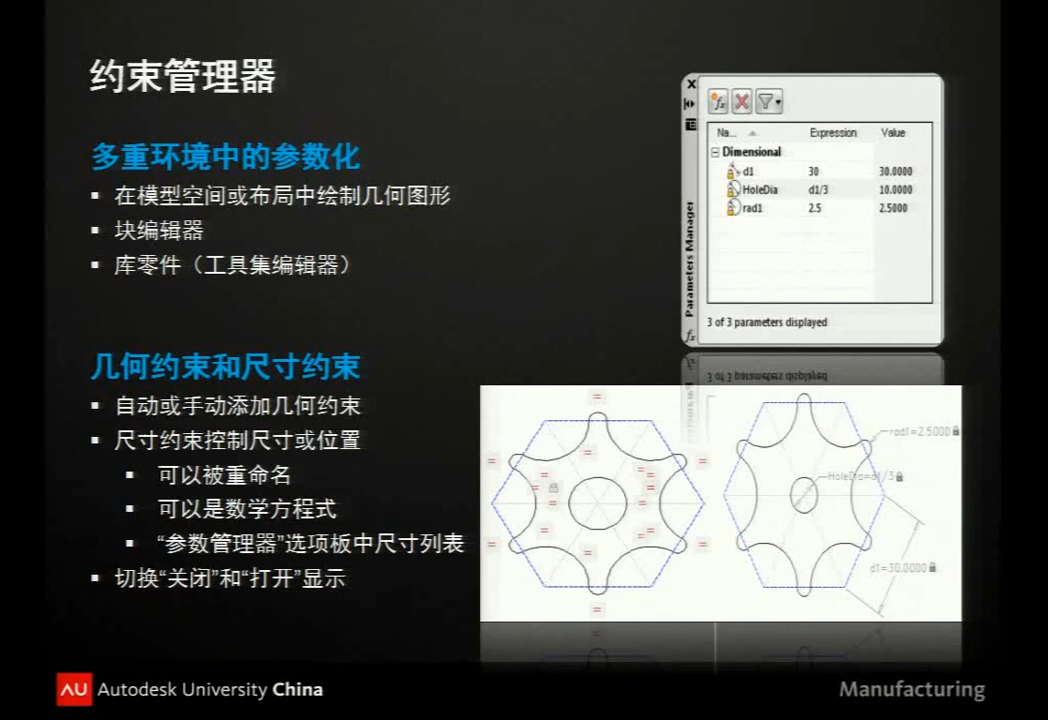 约束管理器
多重环境中的参数化
▪ 在模型空间或布局中绘制几何图形
▪ 块编辑器
▪ 库零件（工具集编辑器）
几何约束和尺寸约束
▪ 自动或手动添加几何约束
▪ 尺寸约束控制尺寸或位置
▪ 可以被重命名
▪ 可以是数学方程式
▪ “参数管理器”选项板中尺寸列表
▪ 切换“关闭”和“打开”显示
Na... Expression Value
Dimensional
d1 30 30.0000
HoleDia d1/3 10.0000
rad1 2.5 2.5000
3 of 3 parameters displayed
Parameters Manager
rad1=2.5000
HoleDia=d1/3
d1=30.0000
AU Autodesk University China
Manufacturing